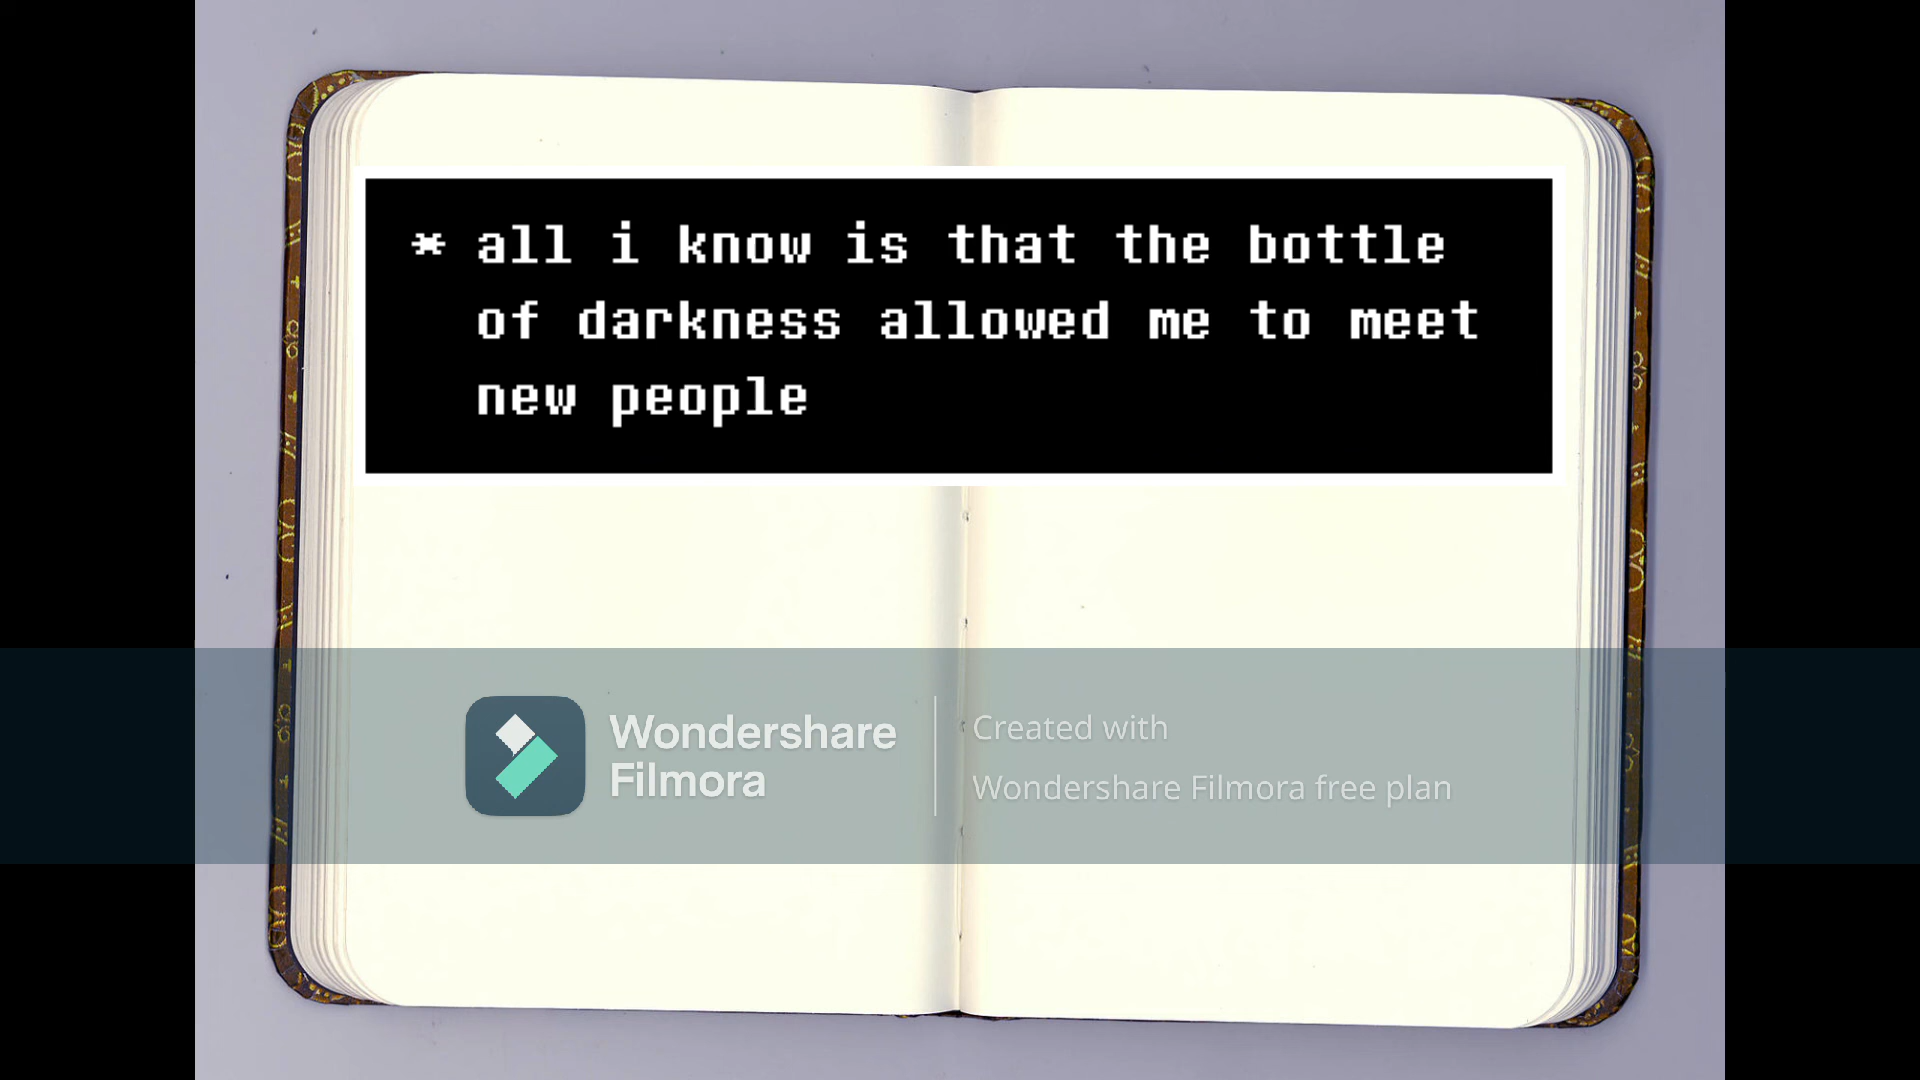 * all i know is that the bottle
of darkness allowed me to meet
new people
Wondershare
Filmora
Created with
Wondershare Filmora free plan